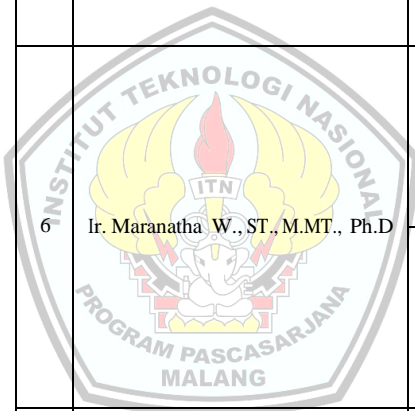 INSTITUT TEKNOLOGI NASIONAL
ITN
6 Ir. Maranatha W., ST., M.MT., Ph.D
PROGRAM PASCASARJANA
MALANG